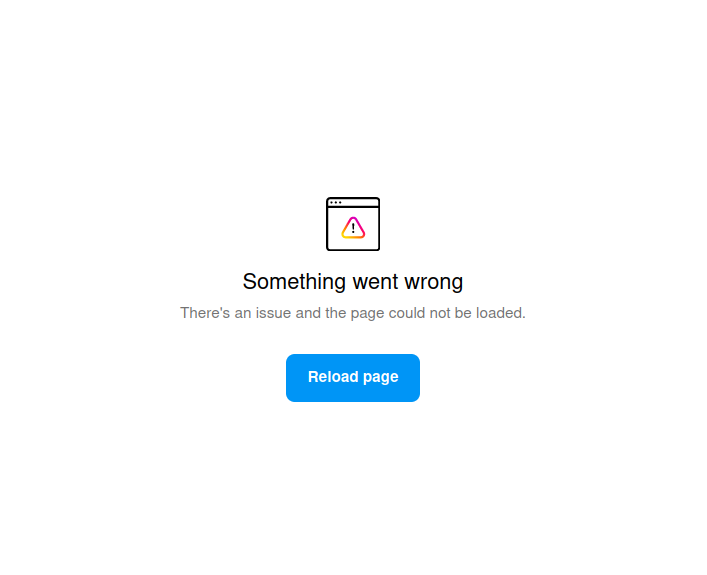 Something went wrong
There's an issue and the page could not be loaded.
Reload page